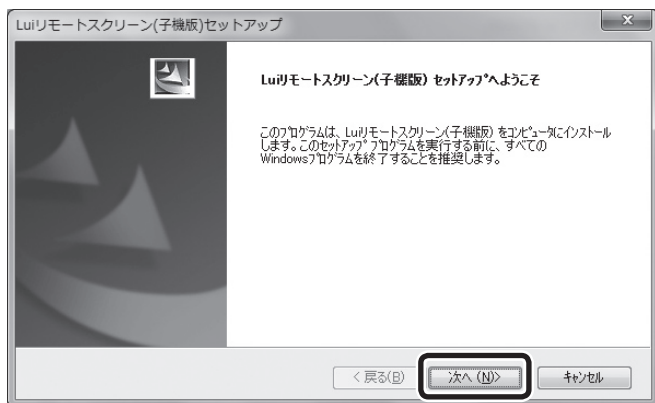 Luiリモートスクリーン(子機版)セットアップ
Luiリモートスクリーン(子機版) セットアップへようこそ
このプログラムは、Luiリモートスクリーン(子機版) をコンピュータにインストール
します。このセットアップ プログラムを実行する前に、すべての
Windowsプログラムを終了することを推奨します。
< 戻る(B)
次へ (N)>
キャンセル